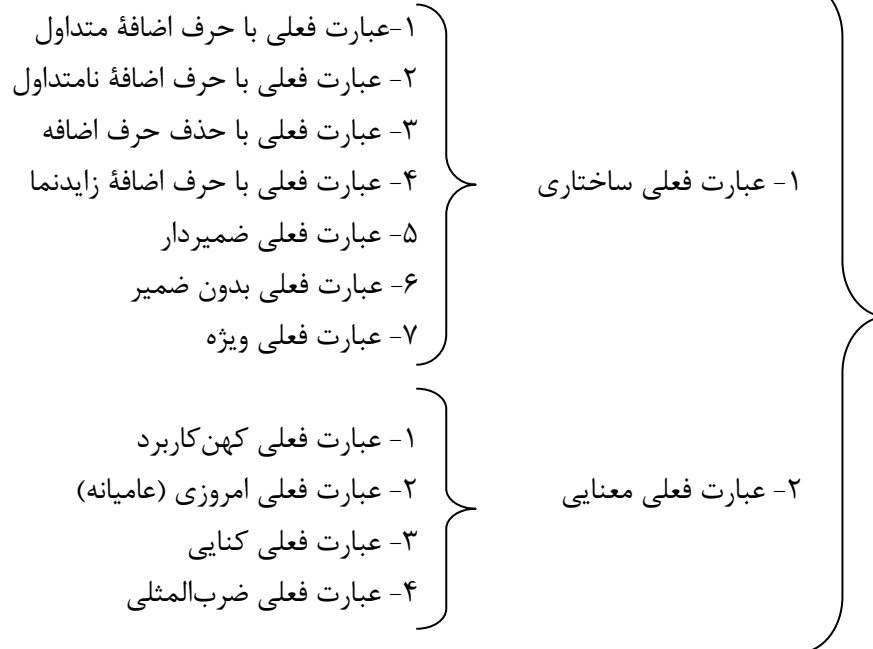 ۱- عبارت فعلی ساختاری
۱-عبارت فعلی با حرف اضافۀ متداول
۲- عبارت فعلی با حرف اضافۀ نامتداول
۳- عبارت فعلی با حذف حرف اضافه
۴- عبارت فعلی با حرف اضافۀ زایدنما
۵- عبارت فعلی ضمیردار
۶- عبارت فعلی بدون ضمیر
۷- عبارت فعلی ویژه
۲- عبارت فعلی معنایی
۱- عبارت فعلی کهن‌کاربرد
۲- عبارت فعلی امروزی (عامیانه)
۳- عبارت فعلی کنایی
۴- عبارت فعلی ضرب‌المثلی